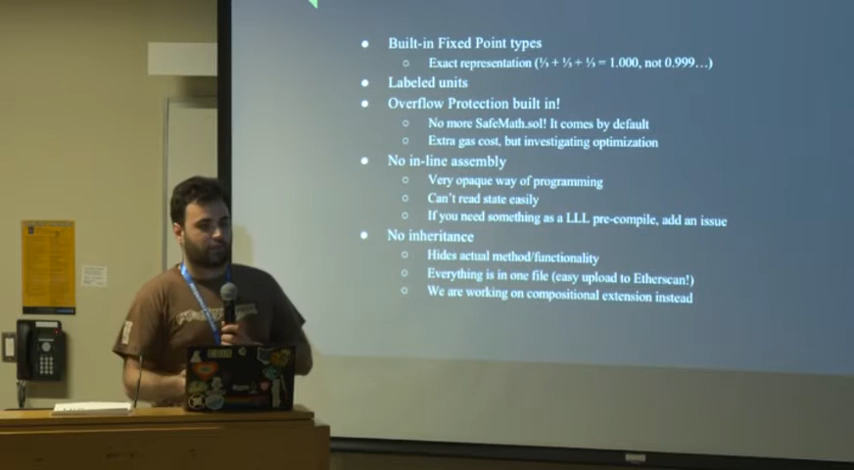 ● Built-in Fixed Point types
○ Exact representation (⅓ + ⅓ + ⅓ = 1.000, not 0.999…)
● Labeled units
● Overflow Protection built in!
○ No more SafeMath.sol! It comes by default
○ Extra gas cost, but investigating optimization
● No in-line assembly
○ Very opaque way of programming
○ Can't read state easily
○ If you need something as a LLL pre-compile, add an issue
● No inheritance
○ Hides actual method/functionality
○ Everything is in one file (easy upload to Etherscan!)
○ We are working on compositional extension instead